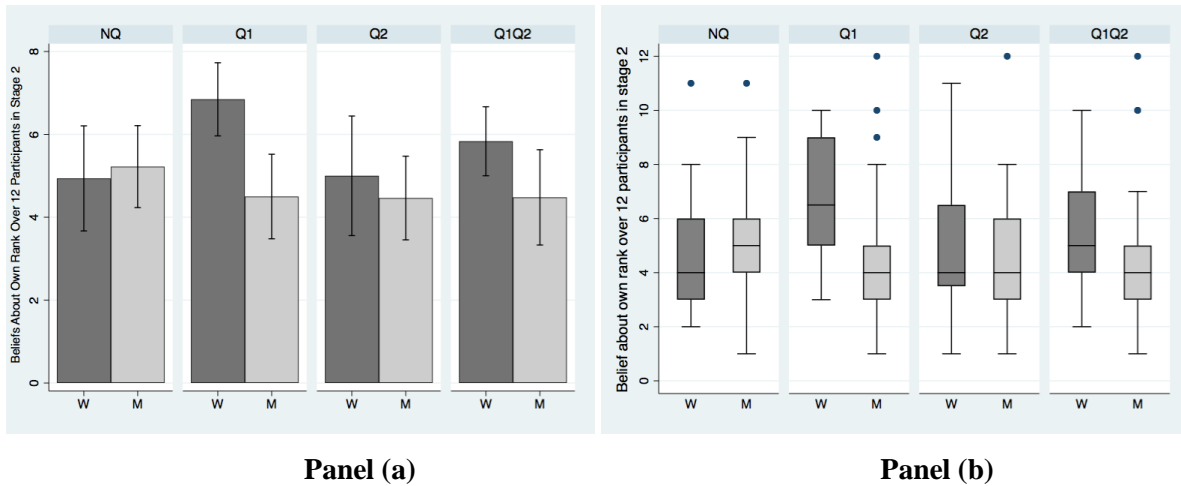 NQ Q1 Q2 Q1Q2
Beliefs About Own Rank Over 12 Participants in Stage 2
8
6
4
2
0
W M W M W M W M
Panel (a)
NQ Q1 Q2 Q1Q2
Belief about own rank over 12 participants in stage 2
12
10
8
6
4
2
0
W M W M W M W M
Panel (b)